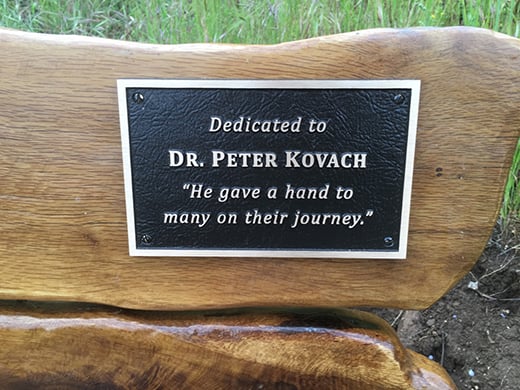 Dedicated to
DR. PETER KOVACH
“He gave a hand to
many on their journey.”